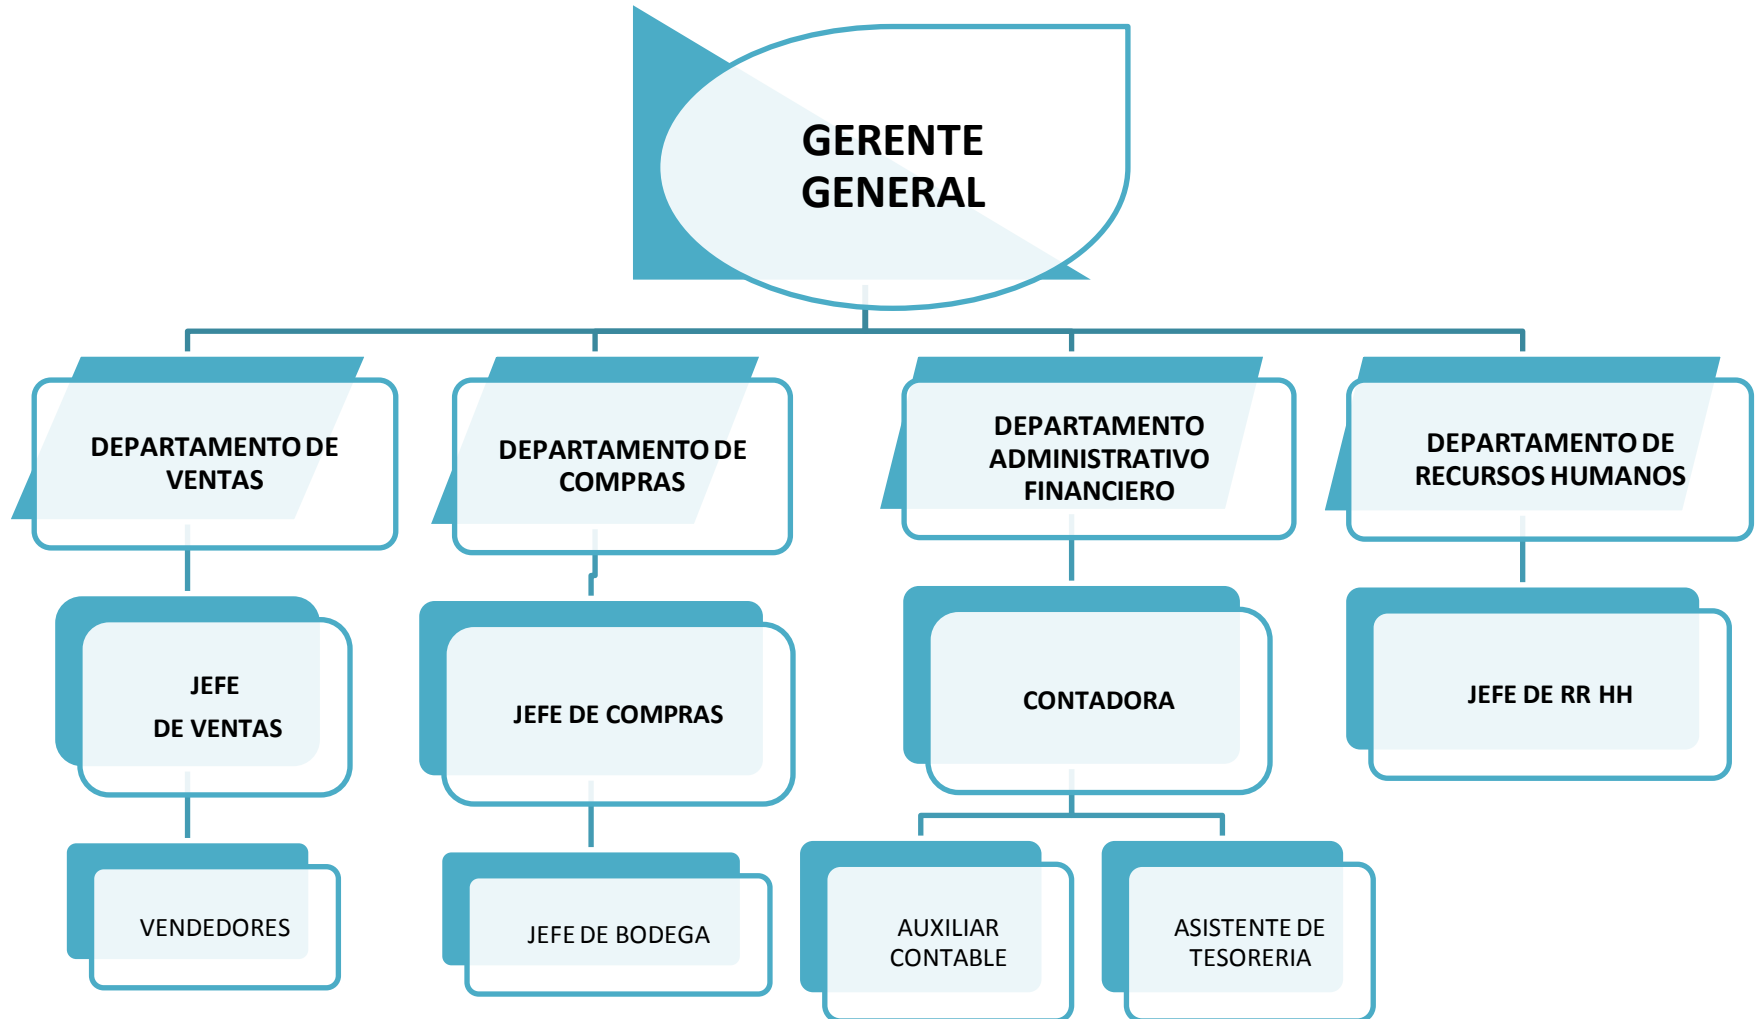 GERENTE
GENERAL
DEPARTAMENTO DE
VENTAS
DEPARTAMENTO DE
COMPRAS
DEPARTAMENTO
ADMINISTRATIVO
FINANCIERO
DEPARTAMENTO DE
RECURSOS HUMANOS
JEFE
DE VENTAS
JEFE DE COMPRAS
CONTADORA
JEFE DE RR HH
VENDEDORES
JEFE DE BODEGA
AUXILIAR
CONTABLE
ASISTENTE DE
TESORERIA